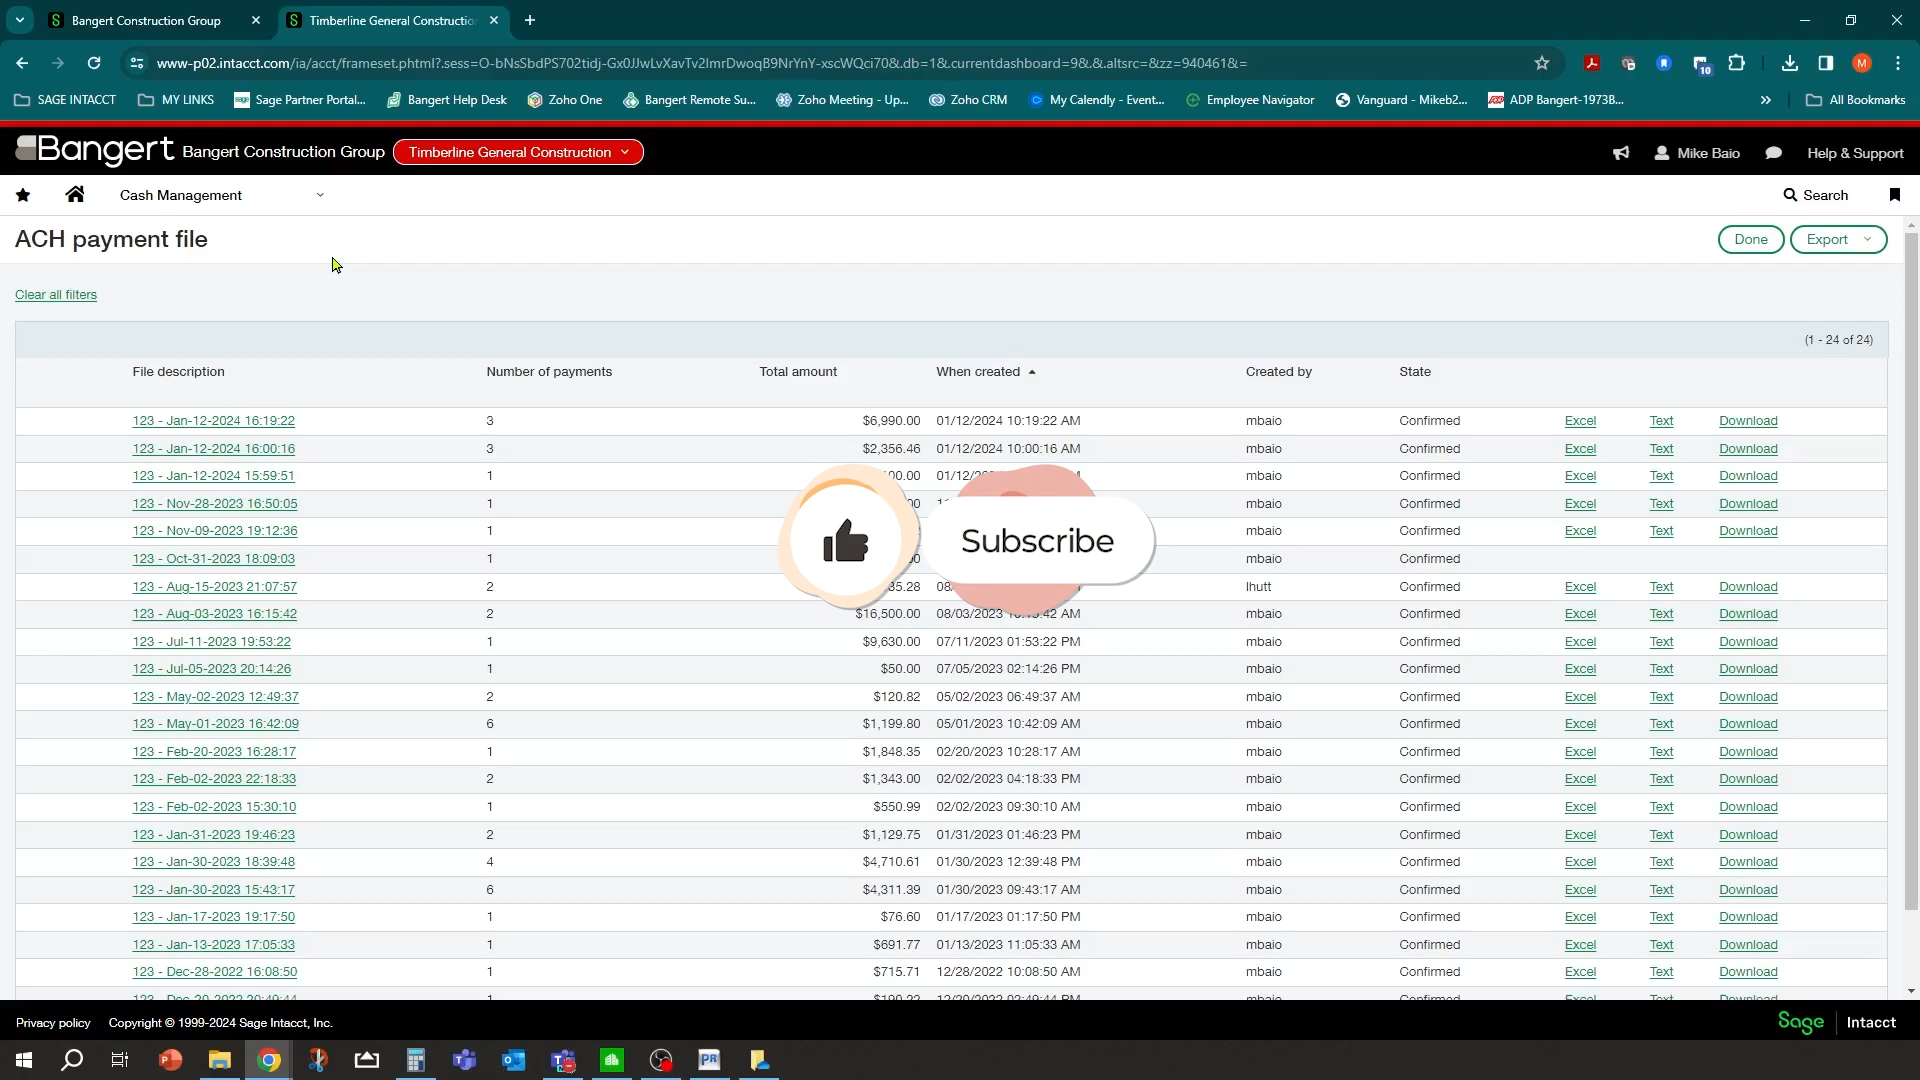 Bangert Construction Group
Timberline General Constructio
www-p02.intacct.com/ia/acct/frameset.phtml?.sess=O-bNsSbdPS702tidj-Gx0JJwLvXavTv2lmrDwoqB9NrYnY-xscWQci70&.db=1&.currentdashboard=9&.&.altsrc=&zz=940461&=
SAGE INTACCT MY LINKS Sage Partner Portal... Bangert Help Desk Zoho One Bangert Remote Su... Zoho Meeting - Up... Zoho CRM My Calendly - Event... Employee Navigator Vanguard - Mikeb2... ADP Bangert-1973B... » All Bookmarks
Bangert Bangert Construction Group Timberline General Construction Mike Baio Help & Support
Cash Management Search
ACH payment file Done Export
Clear all filters
(1 - 24 of 24)
File description Number of payments Total amount When created Created by State
123 - Jan-12-2024 16:19:22 3 $6,990.00 01/12/2024 10:19:22 AM mbaio Confirmed Excel Text Download
123 - Jan-12-2024 16:00:16 3 $2,356.46 01/12/2024 10:00:16 AM mbaio Confirmed Excel Text Download
123 - Jan-12-2024 15:59:51 1 mbaio Confirmed Excel Text Download
123 - Nov-28-2023 16:50:05 1 mbaio Confirmed Excel Text Download
123 - Nov-09-2023 19:12:36 1 mbaio Confirmed Excel Text Download
123 - Oct-31-2023 18:09:03 1 mbaio Confirmed
123 - Aug-15-2023 21:07:57 2 lhutt Confirmed Excel Text Download
Subscribe
123 - Aug-03-2023 16:15:42 2 $16,500.00 mbaio Confirmed Excel Text Download
123 - Jul-11-2023 19:53:22 1 $9,630.00 07/11/2023 01:53:22 PM mbaio Confirmed Excel Text Download
123 - Jul-05-2023 20:14:26 1 $50.00 07/05/2023 02:14:26 PM mbaio Confirmed Excel Text Download
123 - May-02-2023 12:49:37 2 $120.82 05/02/2023 06:49:37 AM mbaio Confirmed Excel Text Download
123 - May-01-2023 16:42:09 6 $1,199.80 05/01/2023 10:42:09 AM mbaio Confirmed Excel Text Download
123 - Feb-20-2023 16:28:17 1 $1,848.35 02/20/2023 10:28:17 AM mbaio Confirmed Excel Text Download
123 - Feb-02-2023 22:18:33 2 $1,343.00 02/02/2023 04:18:33 PM mbaio Confirmed Excel Text Download
123 - Feb-02-2023 15:30:10 1 $550.99 02/02/2023 09:30:10 AM mbaio Confirmed Excel Text Download
123 - Jan-31-2023 19:46:23 2 $1,129.75 01/31/2023 01:46:23 PM mbaio Confirmed Excel Text Download
123 - Jan-30-2023 18:39:48 4 $4,710.61 01/30/2023 12:39:48 PM mbaio Confirmed Excel Text Download
123 - Jan-30-2023 15:43:17 6 $4,311.39 01/30/2023 09:43:17 AM mbaio Confirmed Excel Text Download
123 - Jan-17-2023 19:17:50 1 $76.60 01/17/2023 01:17:50 PM mbaio Confirmed Excel Text Download
123 - Jan-13-2023 17:05:33 1 $691.77 01/13/2023 11:05:33 AM mbaio Confirmed Excel Text Download
123 - Dec-28-2022 16:08:50 1 $715.71 12/28/2022 10:08:50 AM mbaio Confirmed Excel Text Download
123 - Dec-20-2022 20:49:44 1 $190.22 12/20/2022 02:49:44 PM mbaio Confirmed Excel Text Download
Privacy policy Copyright © 1999-2024 Sage Intacct, Inc. Sage Intacct